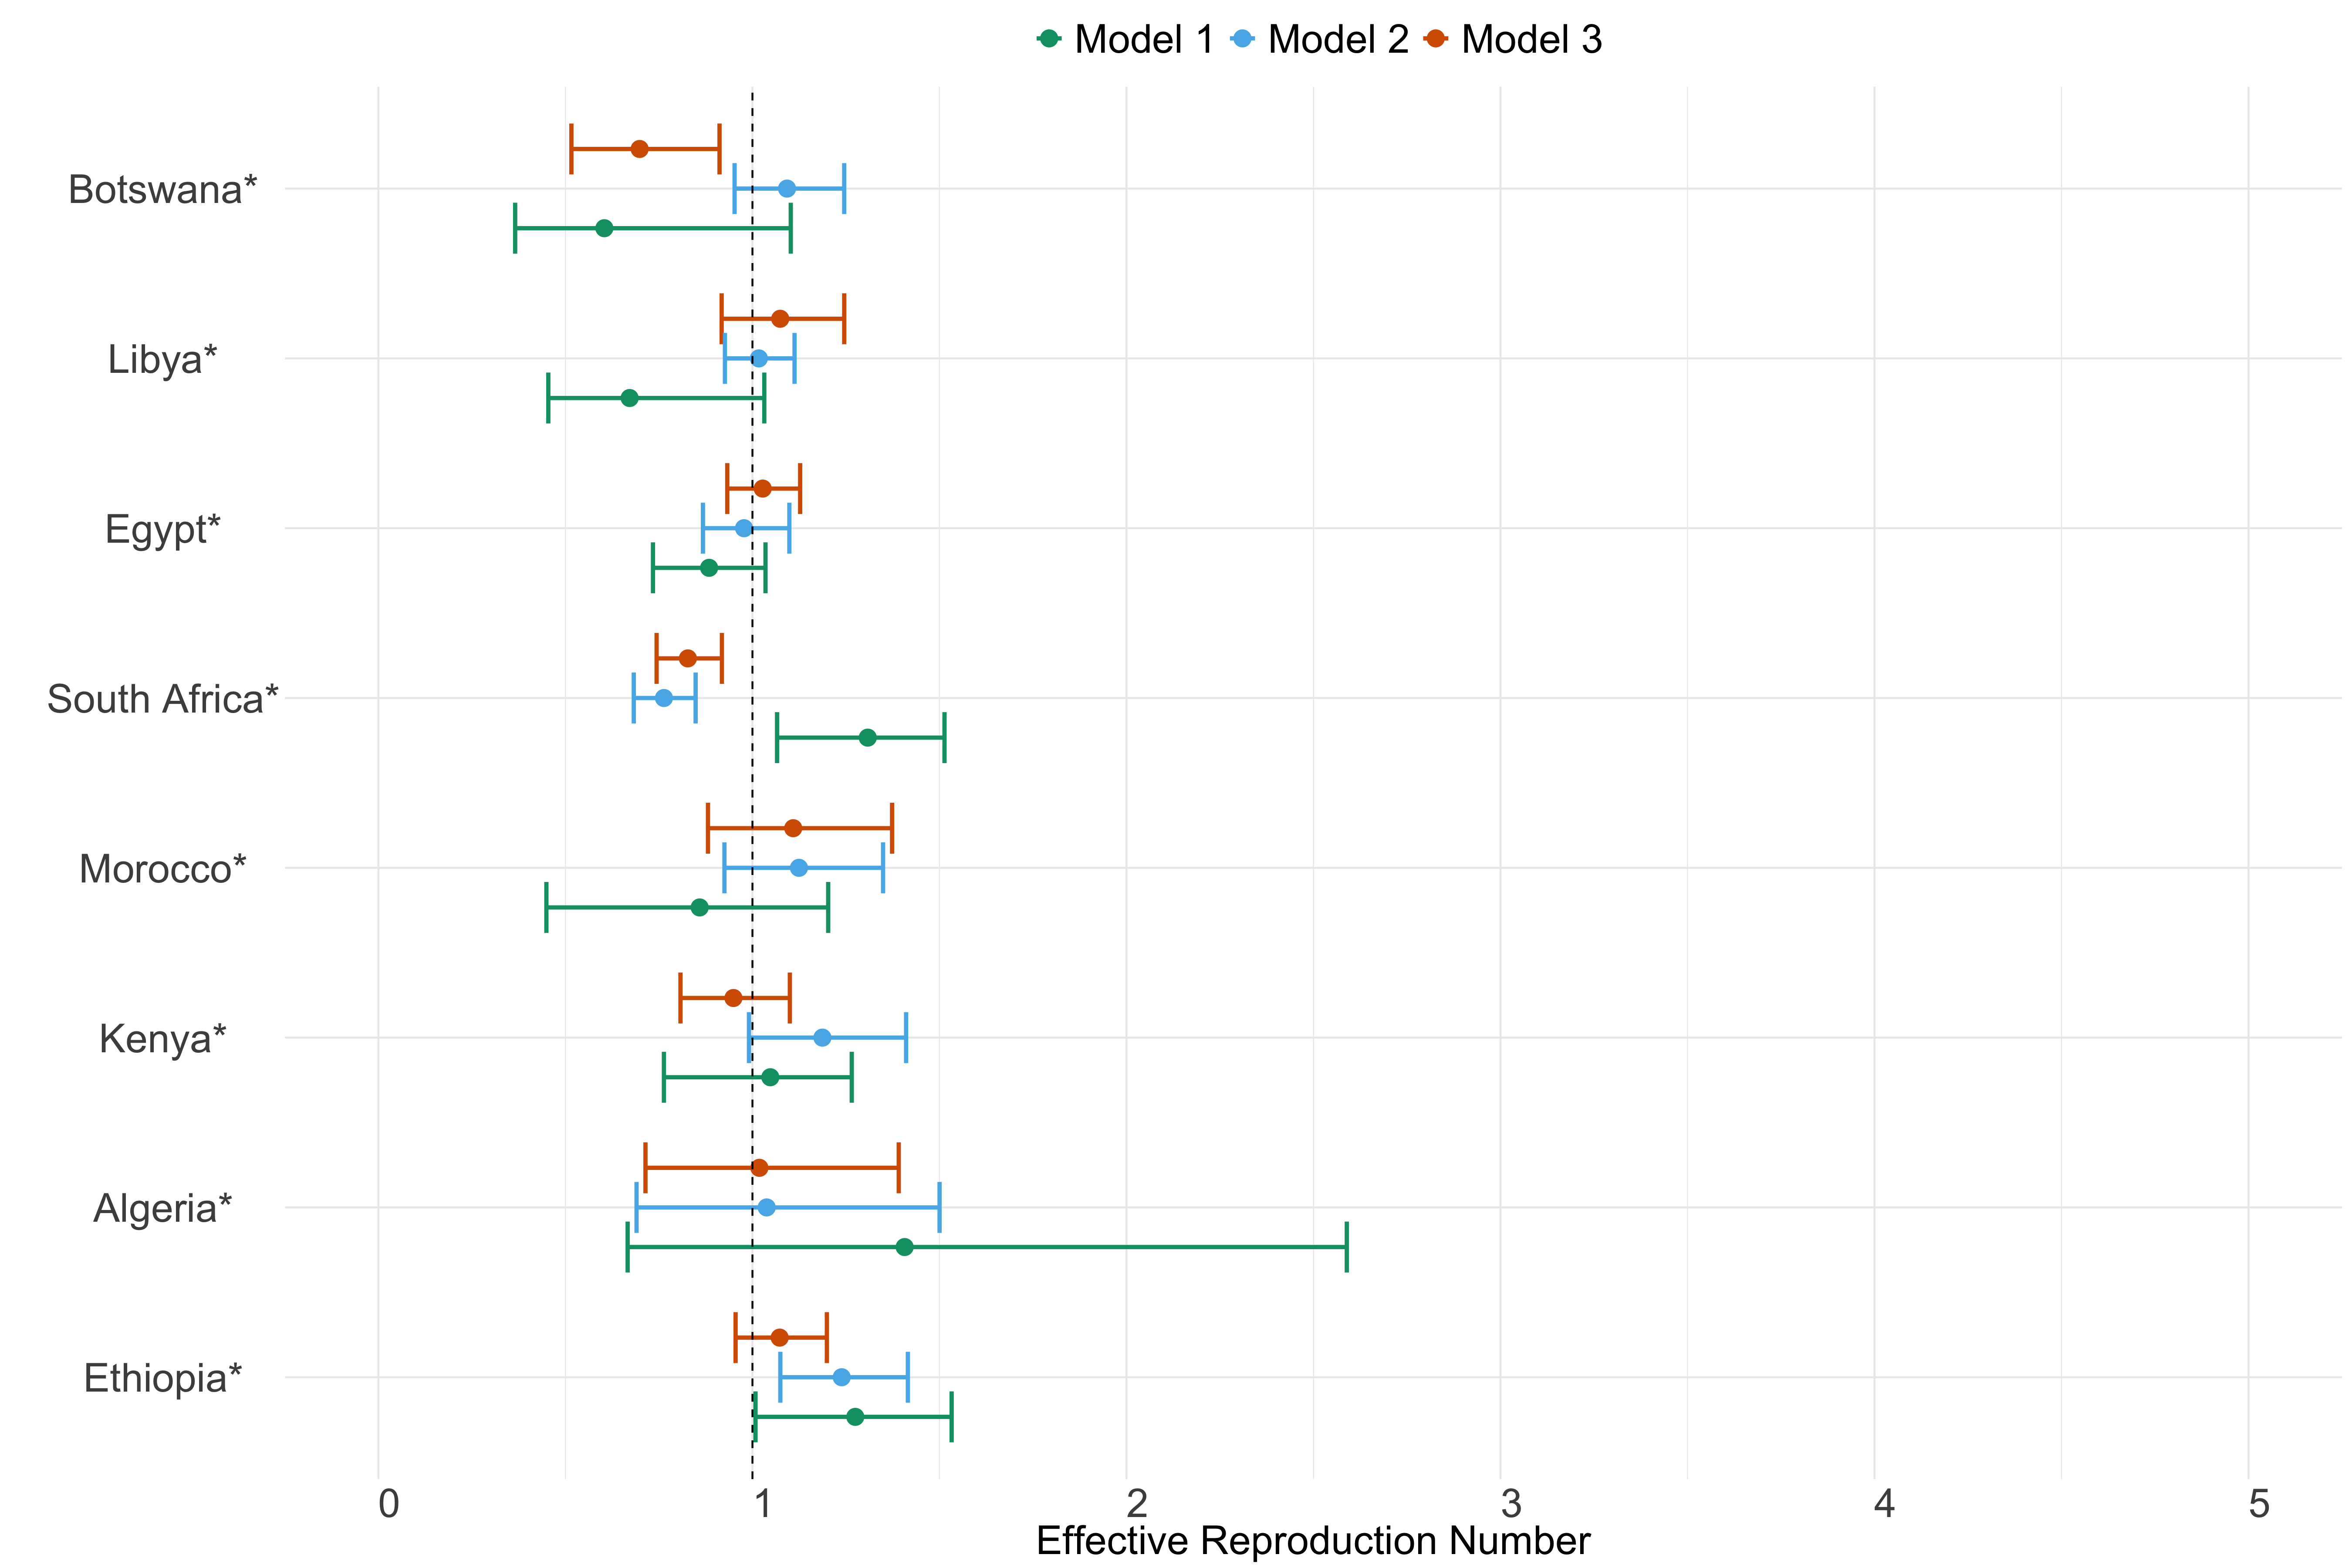 Model 1 Model 2 Model 3
Botswana*
Libya*
Egypt*
South Africa*
Morocco*
Kenya*
Algeria*
Ethiopia*
0 1 2 3 4 5
Effective Reproduction Number